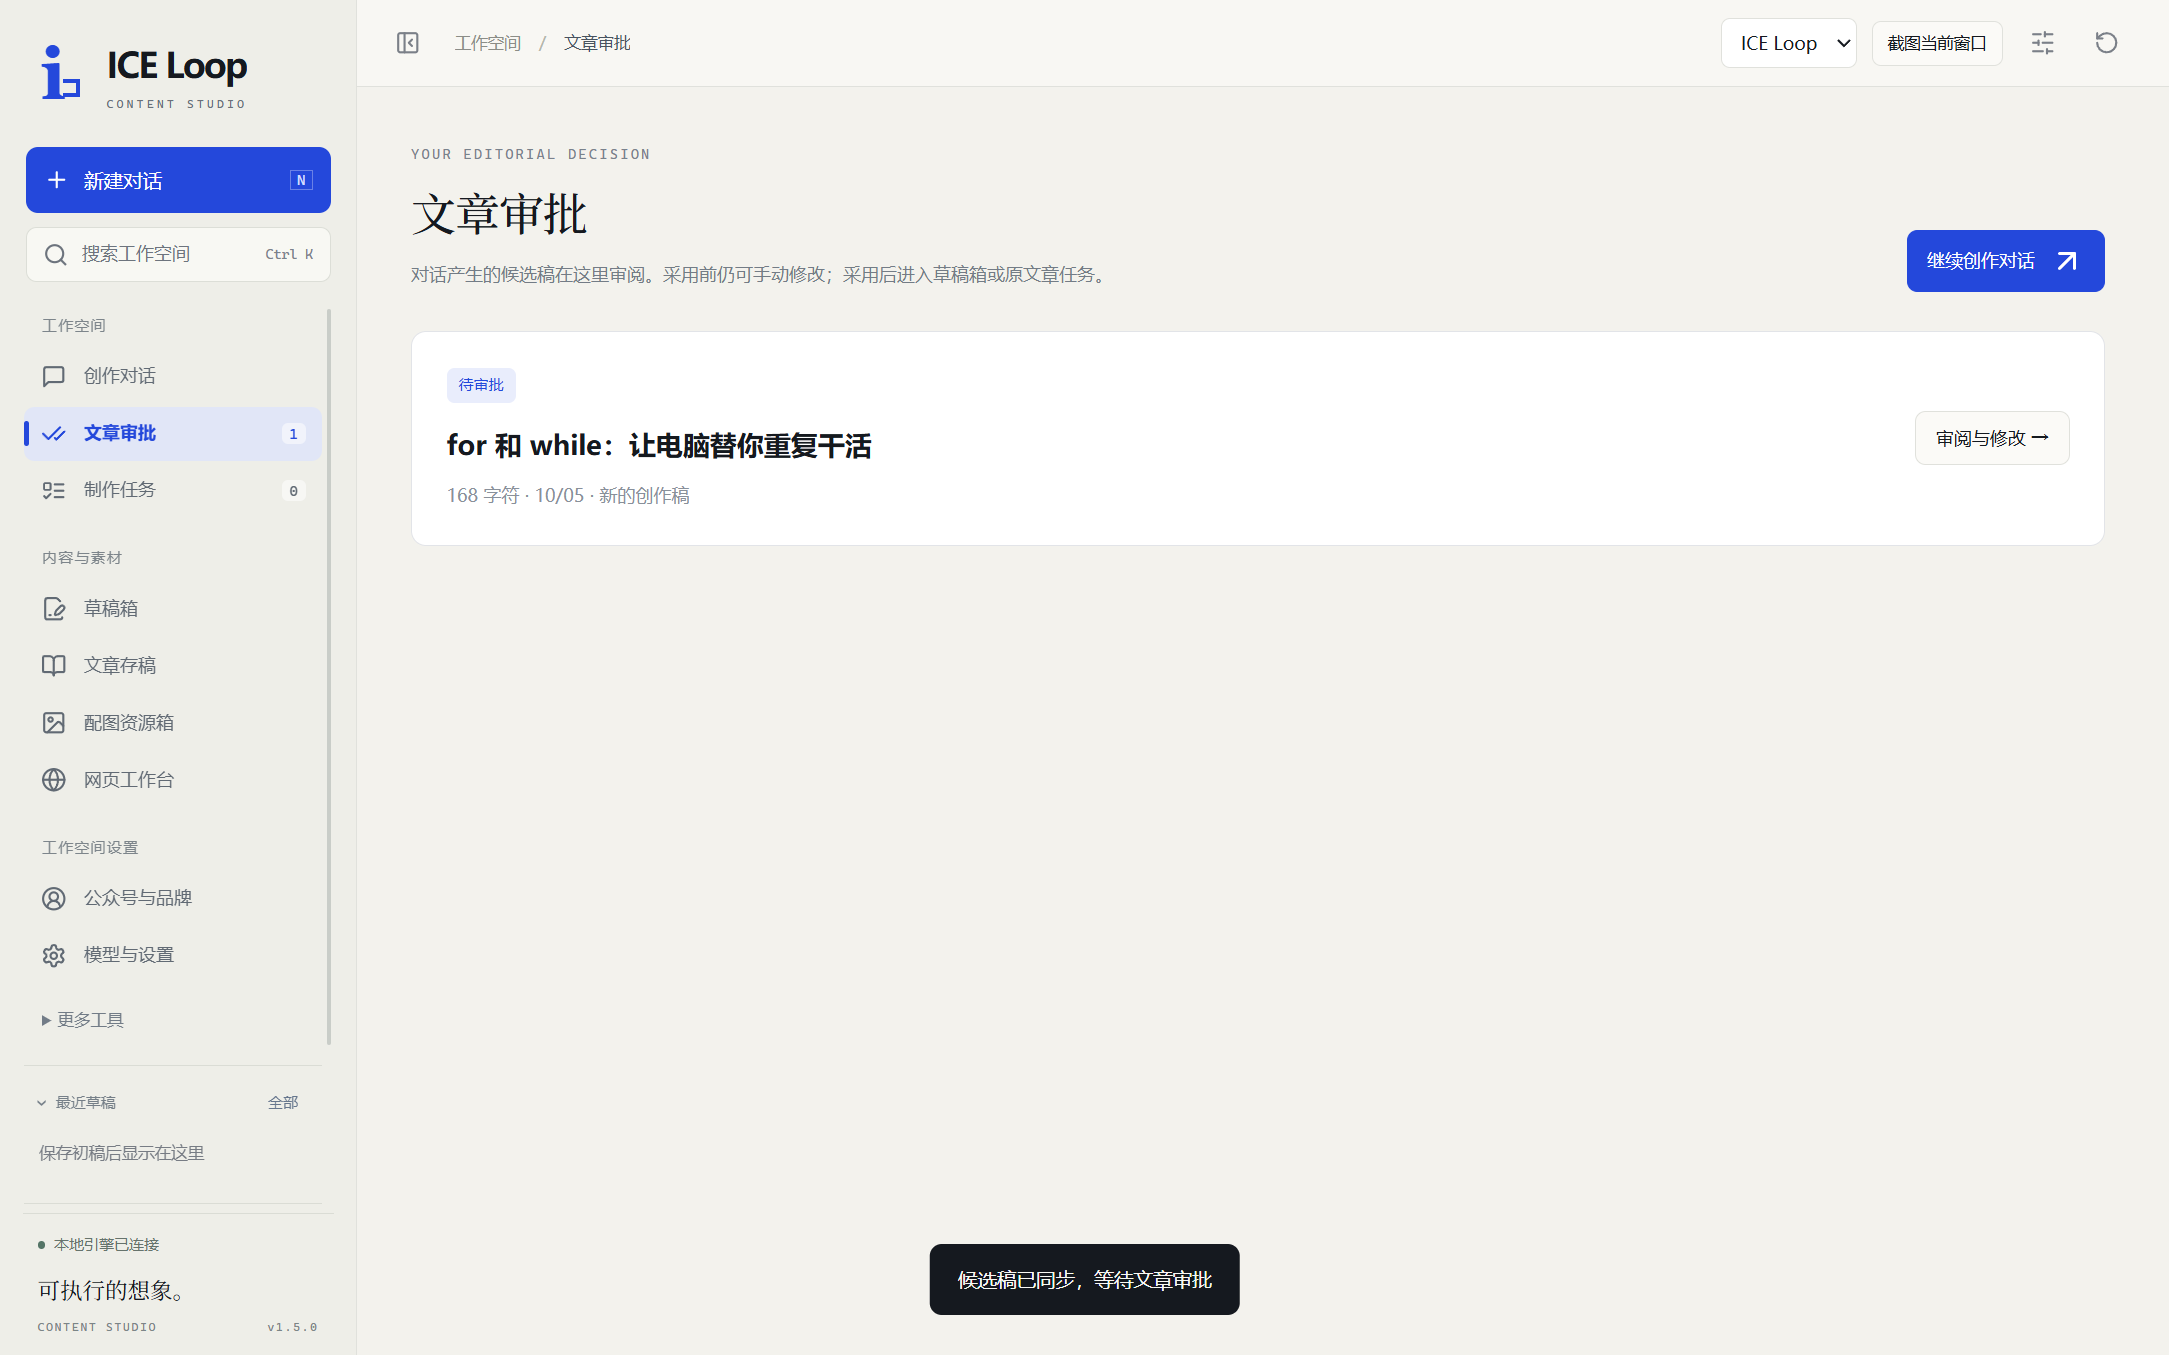 ICE Loop
CONTENT STUDIO
新建对话 N
搜索工作空间 Ctrl K
工作空间
创作对话
文章审批 1
制作任务 0
内容与素材
草稿箱
文章存稿
配图资源箱
网页工作台
工作空间设置
公众号与品牌
模型与设置
更多工具
最近草稿 全部
保存初稿后显示在这里
本地引擎已连接
可执行的想象。
CONTENT STUDIO v1.5.0
工作空间 / 文章审批
ICE Loop 截图当前窗口
YOUR EDITORIAL DECISION
文章审批
对话产生的候选稿在这里审阅。采用前仍可手动修改；采用后进入草稿箱或原文章任务。
继续创作对话
待审批
for 和 while：让电脑替你重复干活
168 字符 · 10/05 · 新的创作稿
审阅与修改 →
候选稿已同步，等待文章审批